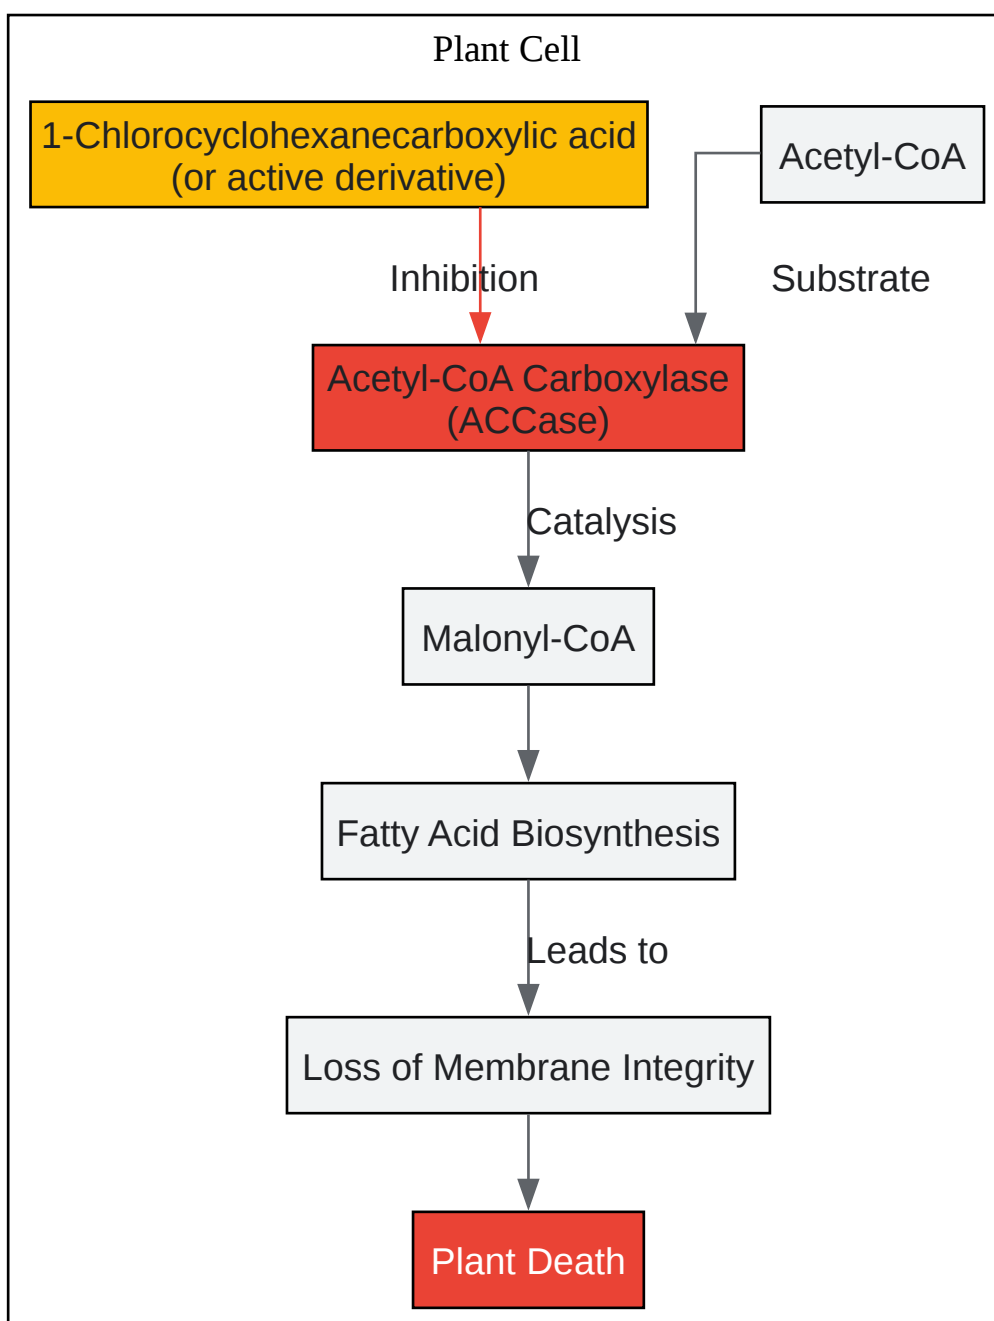 Plant Cell
1-Chlorocyclohexanecarboxylic acid
(or active derivative)
Acetyl-CoA
Inhibition
Substrate
Acetyl-CoA Carboxylase
(ACCase)
Catalysis
Malonyl-CoA
Fatty Acid Biosynthesis
Leads to
Loss of Membrane Integrity
Plant Death